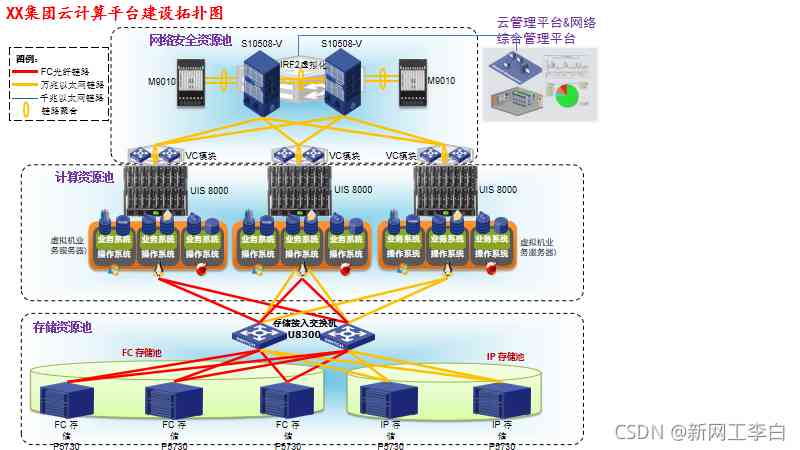 XX集团云计算平台建设拓扑图
图例：
FC光纤链路
万兆以太网链路
千兆以太网链路
链路聚合
网络安全资源池
S10508-V
S10508-V
IRF2虚拟化
M9010
M9010
云管理平台&网络
综合管理平台
VC模块
VC模块
VC模块
计算资源池
UIS 8000
UIS 8000
UIS 8000
虚拟机业
务服务器）
业务系统
操作系统
业务系统
操作系统
业务系统
操作系统
业务系统
操作系统
业务系统
操作系统
业务系统
操作系统
业务系统
操作系统
业务系统
操作系统
业务系统
操作系统
虚拟机业
务服务器）
存储资源池
存储接入交换机
U8300
FC 存储池
IP 存储池
FC 存
储
P5730
FC 存
储
P5730
FC 存
储
P5730
IP 存
储
P5730
IP 存
储
P5730
CSDN @新网工李白